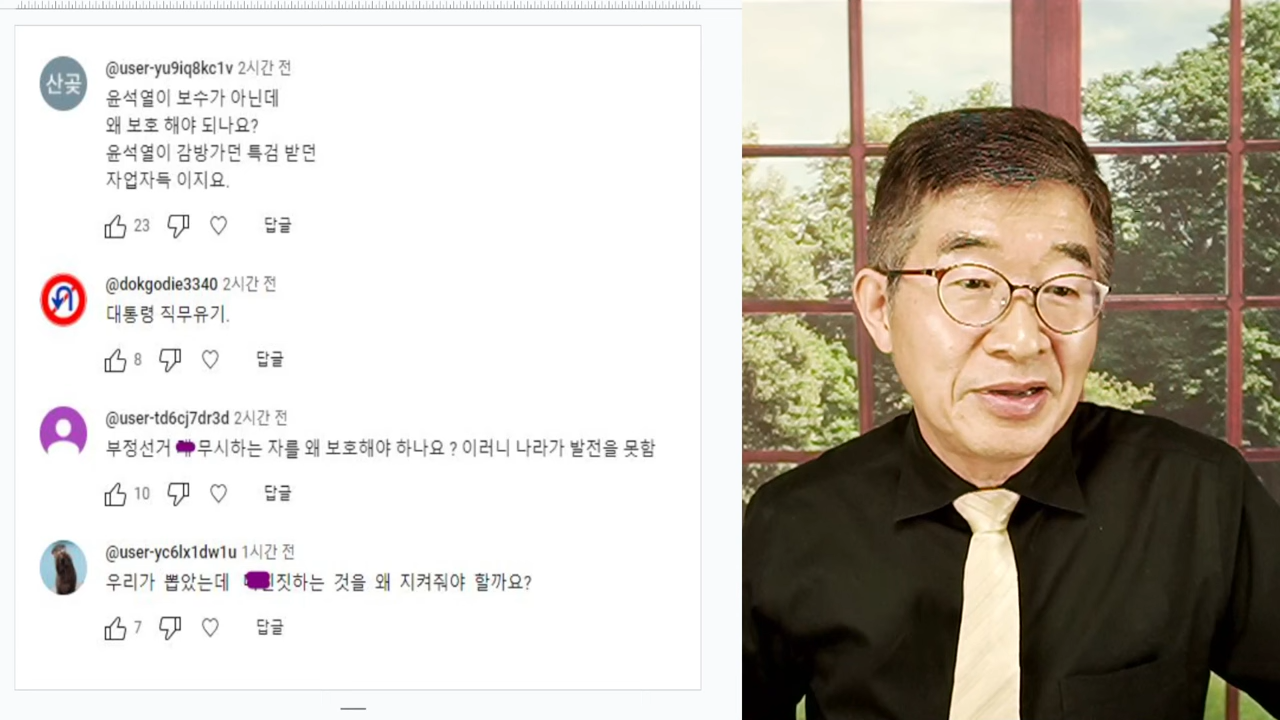 산곶
@user-yu9iq8kc1v 2시간 전
윤석열이 보수가 아닌데
왜 보호 해야 되나요?
윤석열이 감방가던 특검 받던
자업자득 이지요.
23 답글
@dokgodie3340 2시간 전
대통령 직무유기.
8 답글
@user-td6cj7dr3d 2시간 전
부정선거 무시하는 자를 왜 보호해야 하나요 ? 이러니 나라가 발전을 못함
10 답글
@user-yc6lx1dw1u 1시간 전
우리가 뽑았는데 짓하는 것을 왜 지켜줘야 할까요?
7 답글